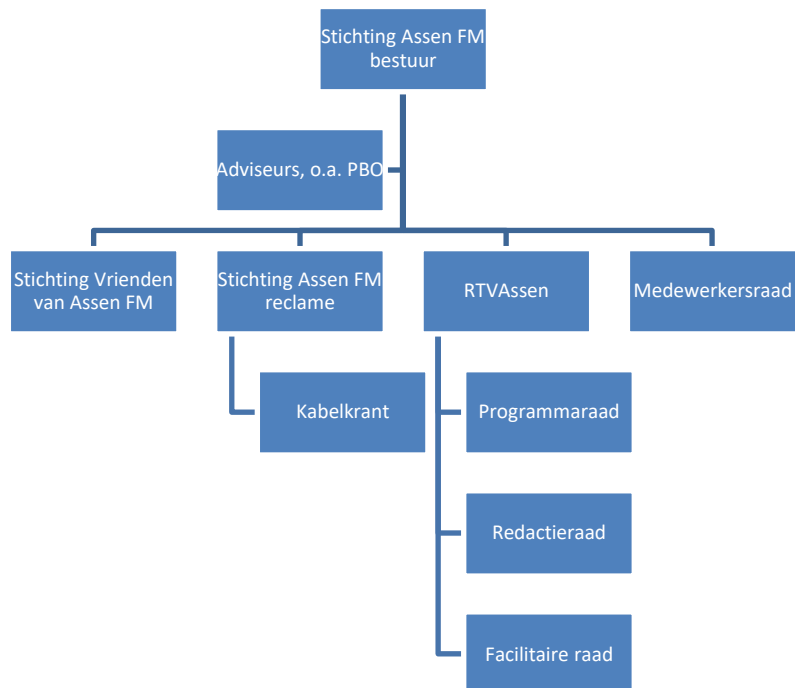 Stichting Assen FM
bestuur
Adviseurs, o.a. PBO
Stichting Vrienden
van Assen FM
Stichting Assen FM
reclame
RTVAssen
Medewerkersraad
Kabelkrant
Programmaraad
Redactieraad
Facilitaire raad